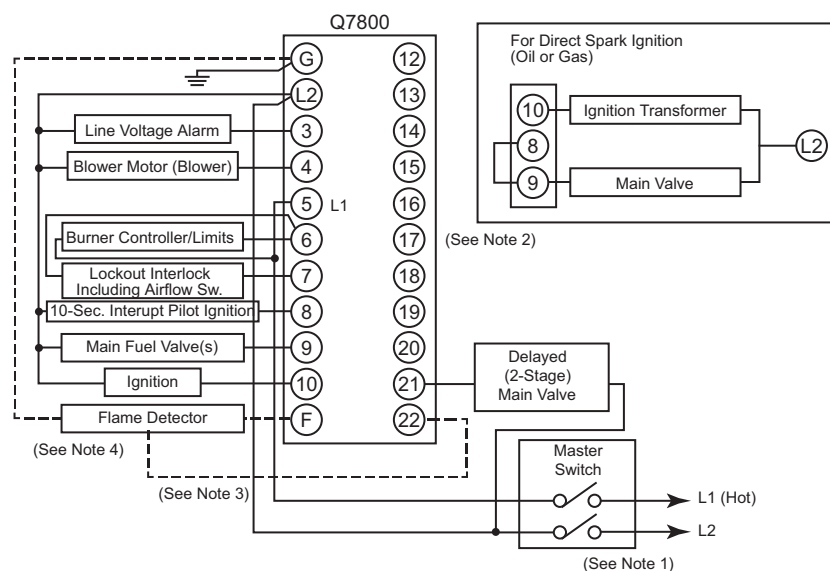 Q7800
G
L2
3
4
5
L1
6
7
8
9
10
F
12
13
14
15
16
17
18
19
20
21
22
Line Voltage Alarm
Blower Motor (Blower)
Burner Controller/Limits
Lockout Interlock
Including Airflow Sw.
10-Sec. Interupt Pilot Ignition
Main Fuel Valve(s)
Ignition
Flame Detector
(See Note 4)
(See Note 3)
For Direct Spark Ignition
(Oil or Gas)
10
8
9
Ignition Transformer
Main Valve
L2
(See Note 2)
Delayed
(2-Stage)
Main Valve
Master
Switch
L1 (Hot)
L2
(See Note 1)